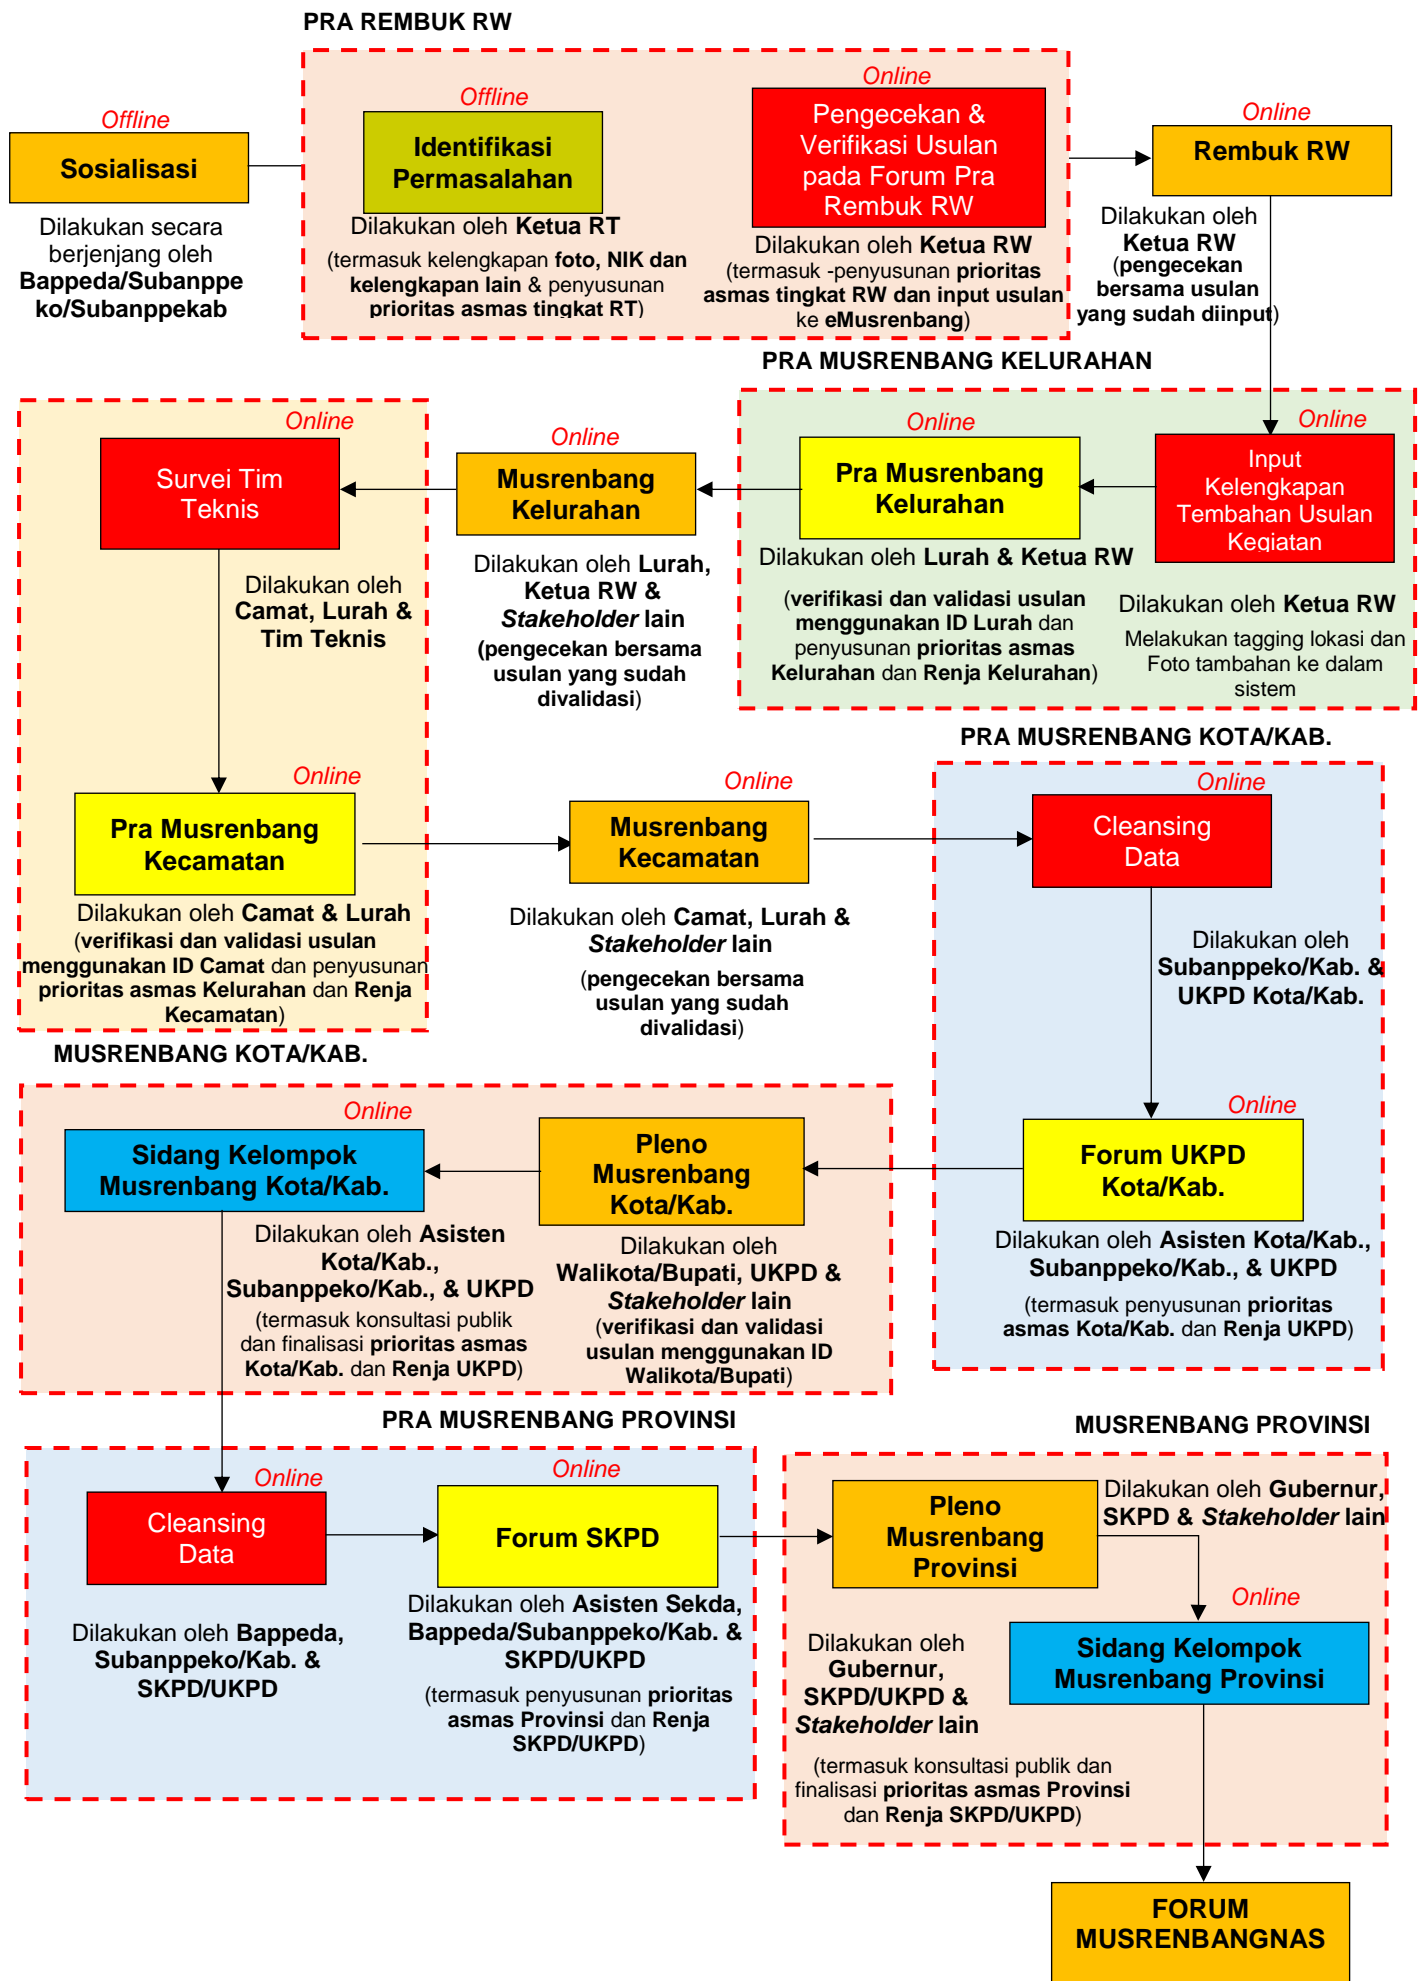 PRA REMBUK RW
Offline
Sosialisasi
Dilakukan secara
berjenjang oleh
Bappeda/Subanppe
ko/Subanppekab
Offline
Identifikasi
Permasalahan
Dilakukan oleh Ketua RT
(termasuk kelengkapan foto, NIK dan
kelengkapan lain & penyusunan
prioritas asmas tingkat RT)
Online
Pengecekan &
Verifikasi Usulan
pada Forum Pra
Rembuk RW
Dilakukan oleh Ketua RW
(termasuk -penyusunan prioritas
asmas tingkat RW dan input usulan
ke eMusrenbang)
Online
Rembuk RW
Dilakukan oleh
Ketua RW
(pengecekan
bersama usulan
yang sudah diinput)
PRA MUSRENBANG KELURAHAN
Online
Input
Kelengkapan
Tembahan Usulan
Kegiatan
Dilakukan oleh Ketua RW
Melakukan tagging lokasi dan
Foto tambahan ke dalam
sistem
Online
Pra Musrenbang
Kelurahan
Dilakukan oleh Lurah & Ketua RW
(verifikasi dan validasi usulan
menggunakan ID Lurah dan
penyusunan prioritas asmas
Kelurahan dan Renja Kelurahan)
Online
Musrenbang
Kelurahan
Dilakukan oleh Lurah,
Ketua RW &
Stakeholder lain
(pengecekan bersama
usulan yang sudah
divalidasi)
Online
Survei Tim
Teknis
Dilakukan oleh
Camat, Lurah &
Tim Teknis
Online
Pra Musrenbang
Kecamatan
Dilakukan oleh Camat & Lurah
(verifikasi dan validasi usulan
menggunakan ID Camat dan penyusunan
prioritas asmas Kelurahan dan Renja
Kecamatan)
Online
Musrenbang
Kecamatan
Dilakukan oleh Camat, Lurah &
Stakeholder lain
(pengecekan bersama
usulan yang sudah
divalidasi)
PRA MUSRENBANG KOTA/KAB.
Online
Cleansing
Data
Dilakukan oleh
Subanppeko/Kab. &
UKPD Kota/Kab.
Online
Forum UKPD
Kota/Kab.
Dilakukan oleh Asisten Kota/Kab.,
Subanppeko/Kab., & UKPD
(termasuk penyusunan prioritas
asmas Kota/Kab. dan Renja UKPD)
MUSRENBANG KOTA/KAB.
Pleno
Musrenbang
Kota/Kab.
Dilakukan oleh
Walikota/Bupati, UKPD &
Stakeholder lain
(verifikasi dan validasi
usulan menggunakan ID
Walikota/Bupati)
Online
Sidang Kelompok
Musrenbang Kota/Kab.
Dilakukan oleh Asisten
Kota/Kab.,
Subanppeko/Kab., & UKPD
(termasuk konsultasi publik
dan finalisasi prioritas asmas
Kota/Kab. dan Renja UKPD)
PRA MUSRENBANG PROVINSI
Online
Cleansing
Data
Dilakukan oleh Bappeda,
Subanppeko/Kab. &
SKPD/UKPD
Online
Forum SKPD
Dilakukan oleh Asisten Sekda,
Bappeda/Subanppeko/Kab. &
SKPD/UKPD
(termasuk penyusunan prioritas
asmas Provinsi dan Renja
SKPD/UKPD)
MUSRENBANG PROVINSI
Pleno
Musrenbang
Provinsi
Dilakukan oleh Gubernur,
SKPD & Stakeholder lain
Online
Sidang Kelompok
Musrenbang Provinsi
Dilakukan oleh
Gubernur,
SKPD/UKPD &
Stakeholder lain
(termasuk konsultasi publik dan
finalisasi prioritas asmas Provinsi
dan Renja SKPD/UKPD)
FORUM
MUSRENBANGNAS